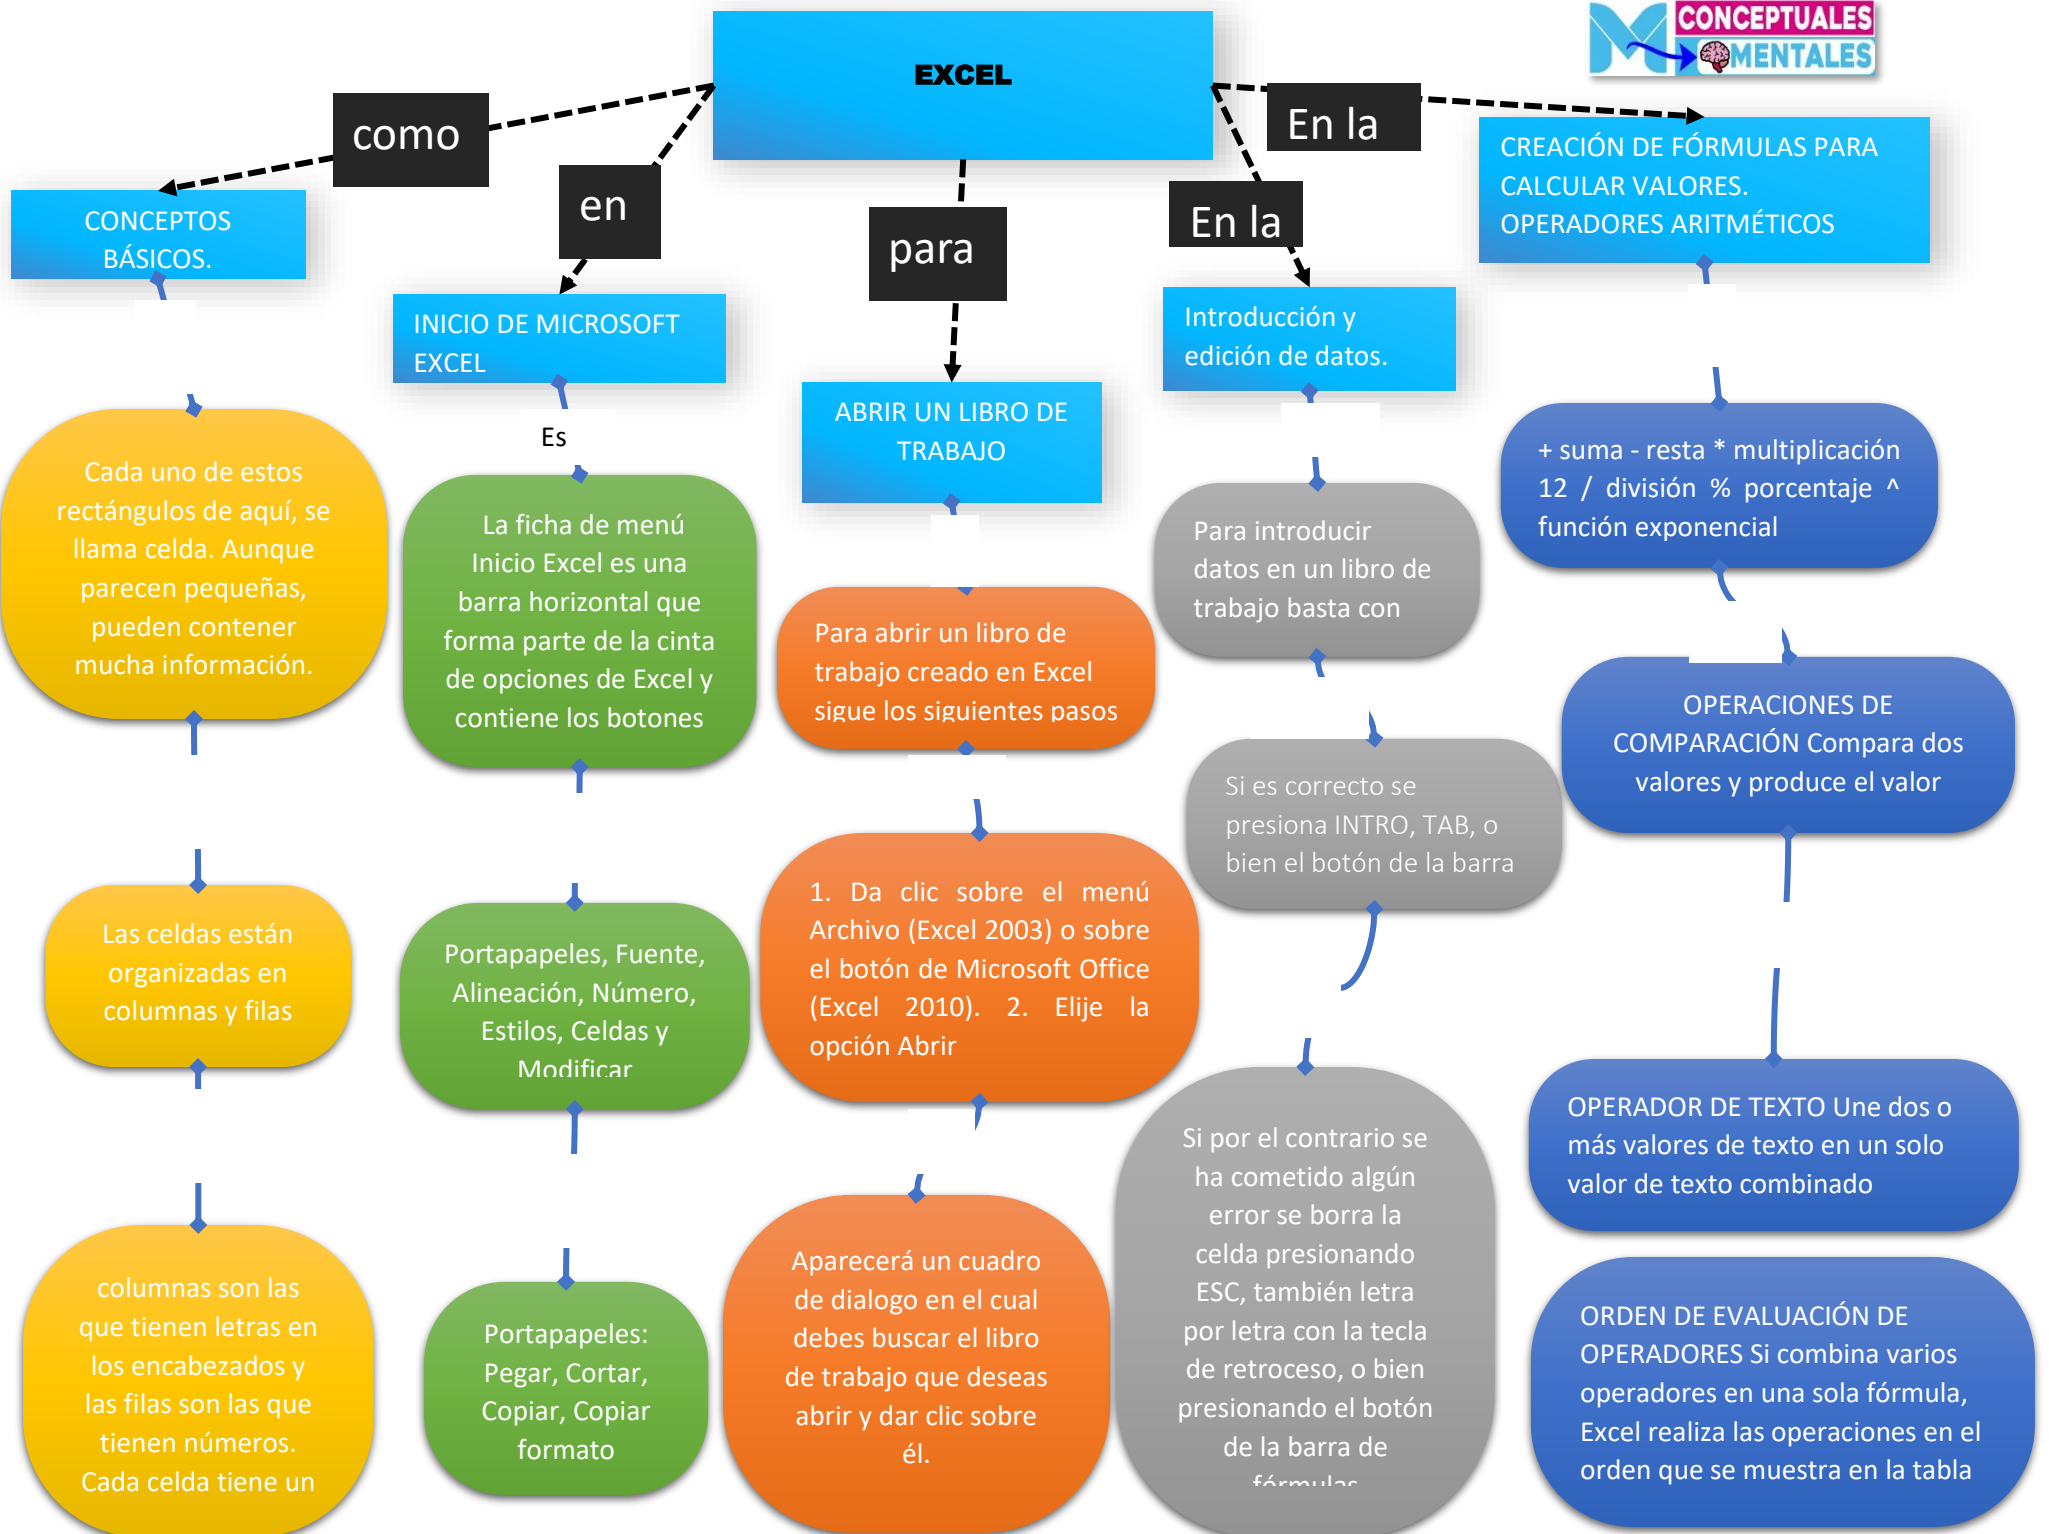 CONCEPTUALES
MENTALES
EXCEL
como
en
para
En la
En la
CONCEPTOS
BÁSICOS.
Cada uno de estos
rectángulos de aquí, se
llama celda. Aunque
parecen pequeñas,
pueden contener
mucha información.
Las celdas están
organizadas en
columnas y filas
columnas son las
que tienen letras en
los encabezados y
las filas son las que
tienen números.
Cada celda tiene un
INICIO DE MICROSOFT
EXCEL
Es
La ficha de menú
Inicio Excel es una
barra horizontal que
forma parte de la cinta
de opciones de Excel y
contiene los botones
Portapapeles, Fuente,
Alineación, Número,
Estilos, Celdas y
Modificar
Portapapeles:
Pegar, Cortar,
Copiar, Copiar
formato
ABRIR UN LIBRO DE
TRABAJO
Para abrir un libro de
trabajo creado en Excel
sigue los siguientes pasos
1. Da clic sobre el menú
Archivo (Excel 2003) o sobre
el botón de Microsoft Office
(Excel 2010). 2. Elije la
opción Abrir
Aparecerá un cuadro
de dialogo en el cual
debes buscar el libro
de trabajo que deseas
abrir y dar clic sobre
él.
Introducción y
edición de datos.
Para introducir
datos en un libro de
trabajo basta con
Si es correcto se
presiona INTRO, TAB, o
bien el botón de la barra
Si por el contrario se
ha cometido algún
error se borra la
celda presionando
ESC, también letra
por letra con la tecla
de retroceso, o bien
presionando el botón
de la barra de
fórmulas
CREACIÓN DE FÓRMULAS PARA
CALCULAR VALORES.
OPERADORES ARITMÉTICOS
+ suma - resta * multiplicación
12 / división % porcentaje ^
función exponencial
OPERACIONES DE
COMPARACIÓN Compara dos
valores y produce el valor
OPERADOR DE TEXTO Une dos o
más valores de texto en un solo
valor de texto combinado
ORDEN DE EVALUACIÓN DE
OPERADORES Si combina varios
operadores en una sola fórmula,
Excel realiza las operaciones en el
orden que se muestra en la tabla